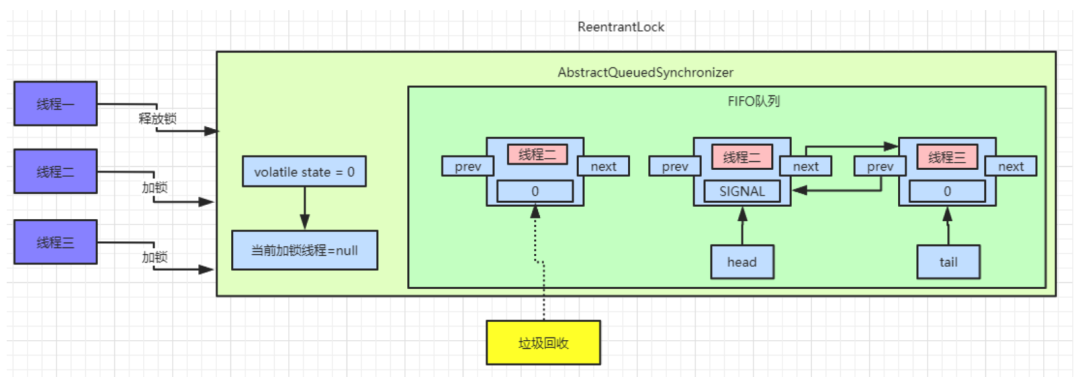 ReentrantLock
AbstractQueuedSynchronizer
FIFO队列
线程一
释放锁
线程二
加锁
线程三
加锁
volatile state = 0
当前加锁线程=null
prev
线程二
next
0
prev
线程二
next
SIGNAL
prev
线程三
next
0
head
tail
垃圾回收